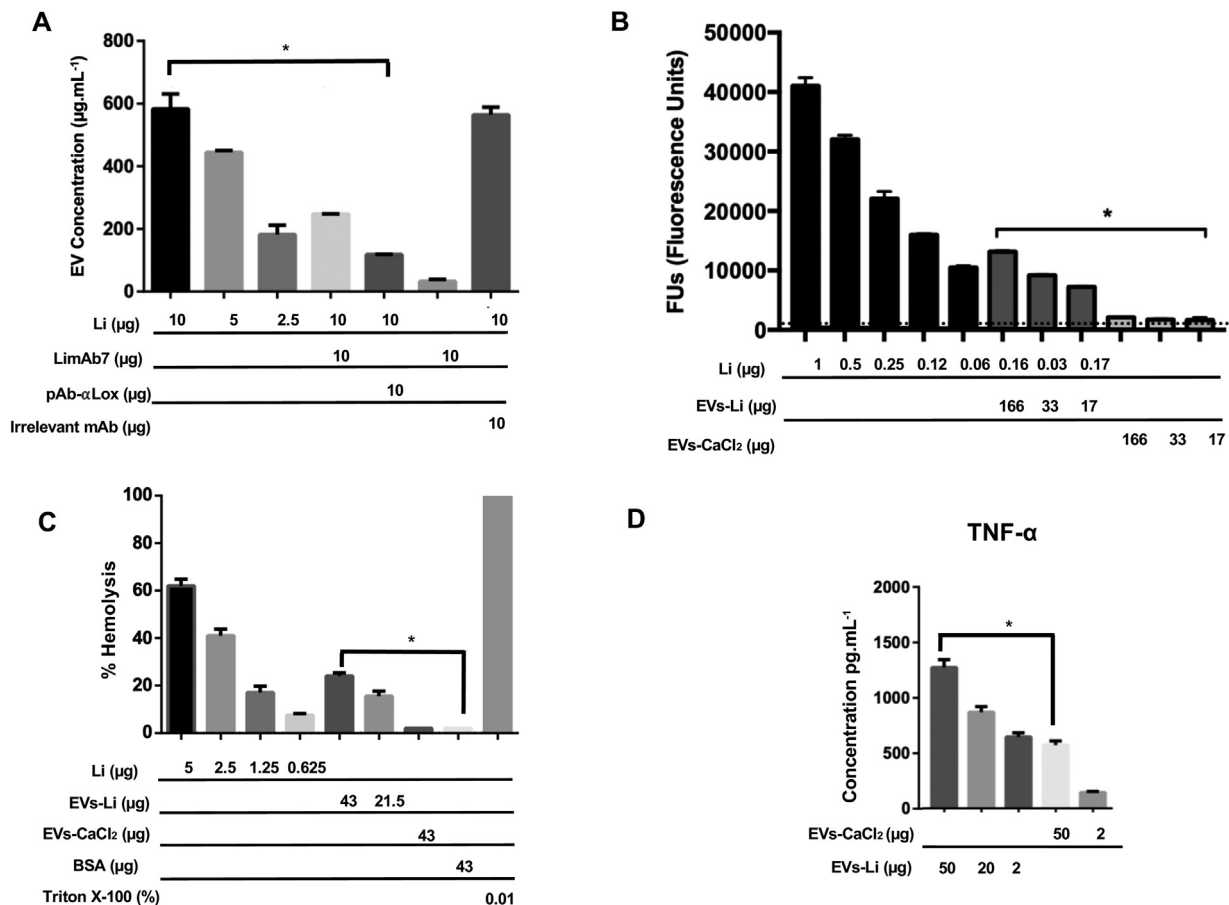 A
EV Concentration (µg.mL⁻¹)
800
600
400
200
0
*
Li (µg) 10 5 2.5 10 10 10
LimAb7 (µg) 10 10
pAb-αLox (µg) 10
Irrelevant mAb (µg) 10
B
FUs (Fluorescence Units)
50000
40000
30000
20000
10000
0
*
Li (µg) 1 0.5 0.25 0.12 0.06 0.16 0.03 0.17
EVs-Li (µg) 166 33 17
EVs-CaCl₂ (µg) 166 33 17
C
% Hemolysis
100
80
60
40
20
0
*
Li (µg) 5 2.5 1.25 0.625
EVs-Li (µg) 43 21.5
EVs-CaCl₂ (µg) 43
BSA (µg) 43
Triton X-100 (%) 0.01
D
TNF-α
Concentration pg.mL⁻¹
2000
1500
1000
500
0
*
EVs-CaCl₂ (µg) 50 2
EVs-Li (µg) 50 20 2